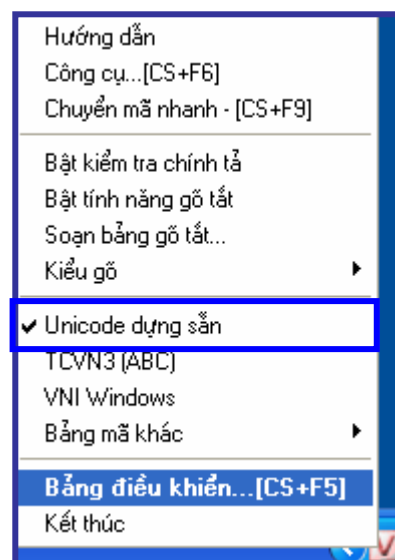 Hướng dẫn
Công cụ...[CS+F6]
Chuyển mã nhanh - [CS+F9]
Bật kiểm tra chính tả
Bật tính năng gõ tắt
Soạn bảng gõ tắt...
Kiểu gõ
Unicode dựng sẵn
TCVN3 (ABC)
VNI Windows
Bảng mã khác
Bảng điều khiển...[CS+F5]
Kết thúc
V